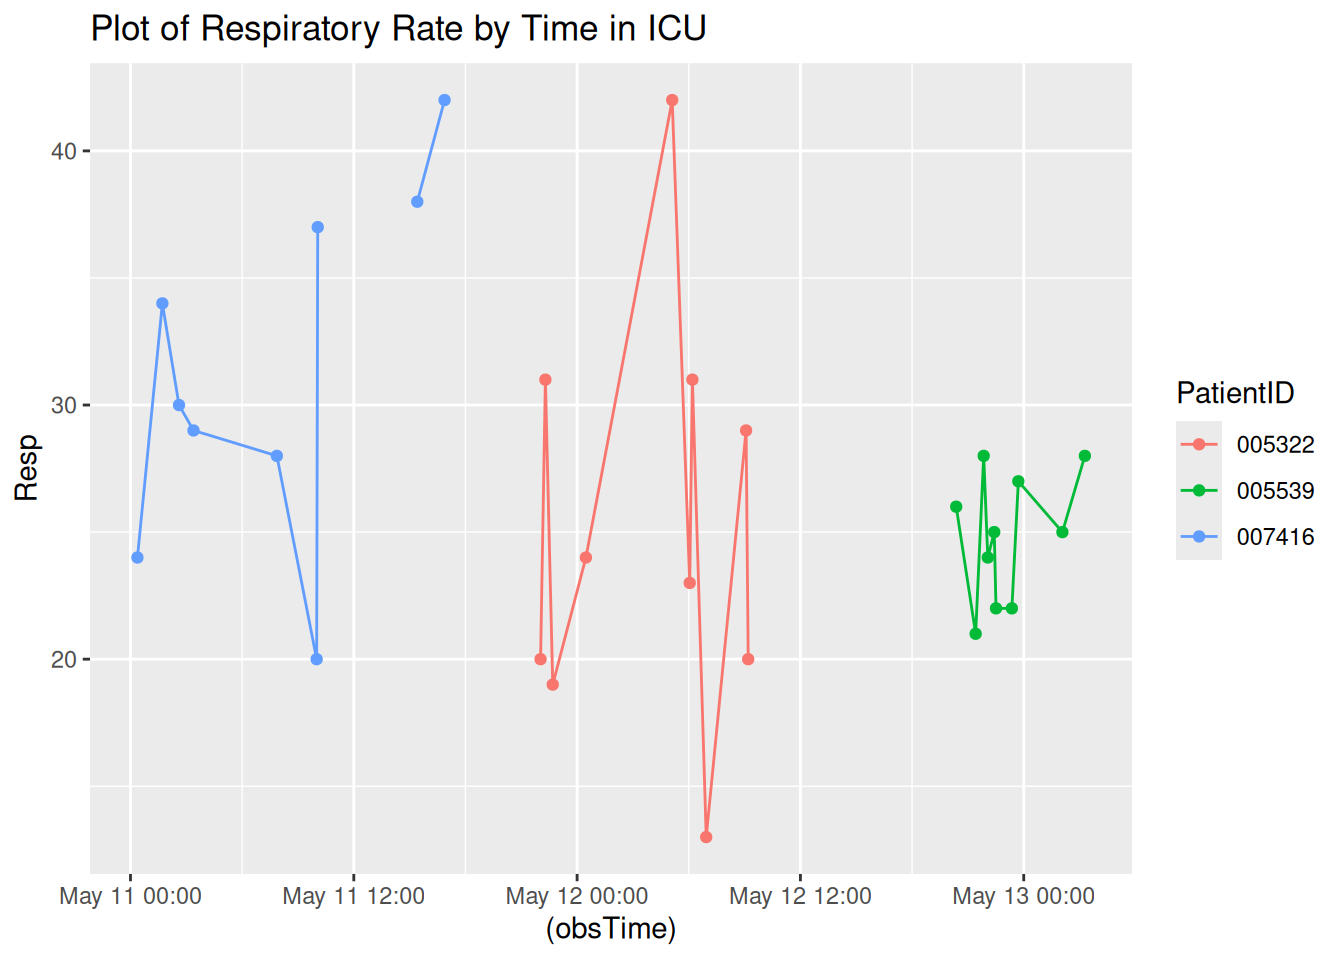 Plot of Respiratory Rate by Time in ICU
40
30
20
Resp
May 11 00:00
May 11 12:00
May 12 00:00
May 12 12:00
May 13 00:00
(obsTime)
PatientID
005322
005539
007416